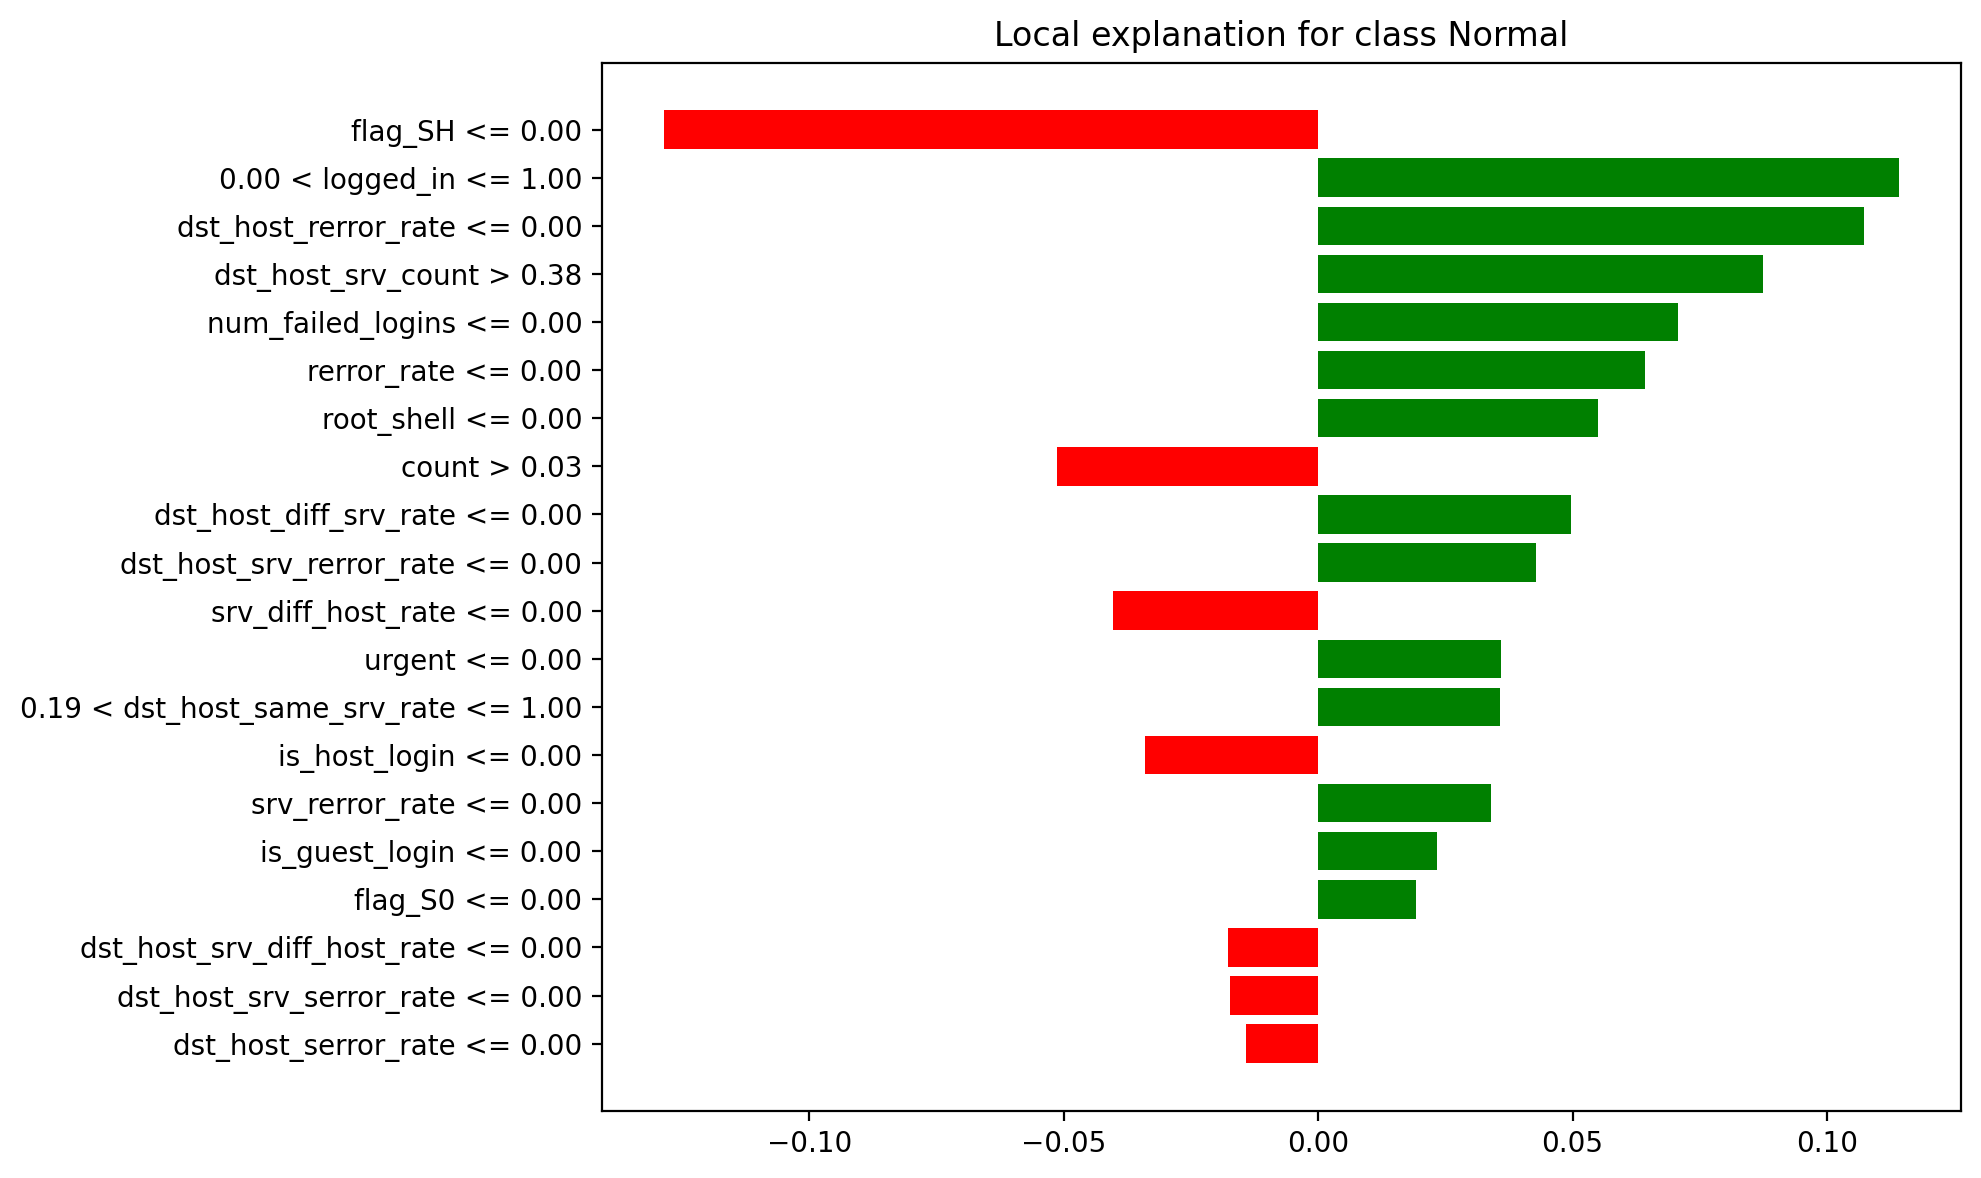 Local explanation for class Normal
flag_SH <= 0.00
0.00 < logged_in <= 1.00
dst_host_rerror_rate <= 0.00
dst_host_srv_count > 0.38
num_failed_logins <= 0.00
rerror_rate <= 0.00
root_shell <= 0.00
count > 0.03
dst_host_diff_srv_rate <= 0.00
dst_host_srv_rerror_rate <= 0.00
srv_diff_host_rate <= 0.00
urgent <= 0.00
0.19 < dst_host_same_srv_rate <= 1.00
is_host_login <= 0.00
srv_rerror_rate <= 0.00
is_guest_login <= 0.00
flag_S0 <= 0.00
dst_host_srv_diff_host_rate <= 0.00
dst_host_srv_serror_rate <= 0.00
dst_host_serror_rate <= 0.00
−0.10 −0.05 0.00 0.05 0.10